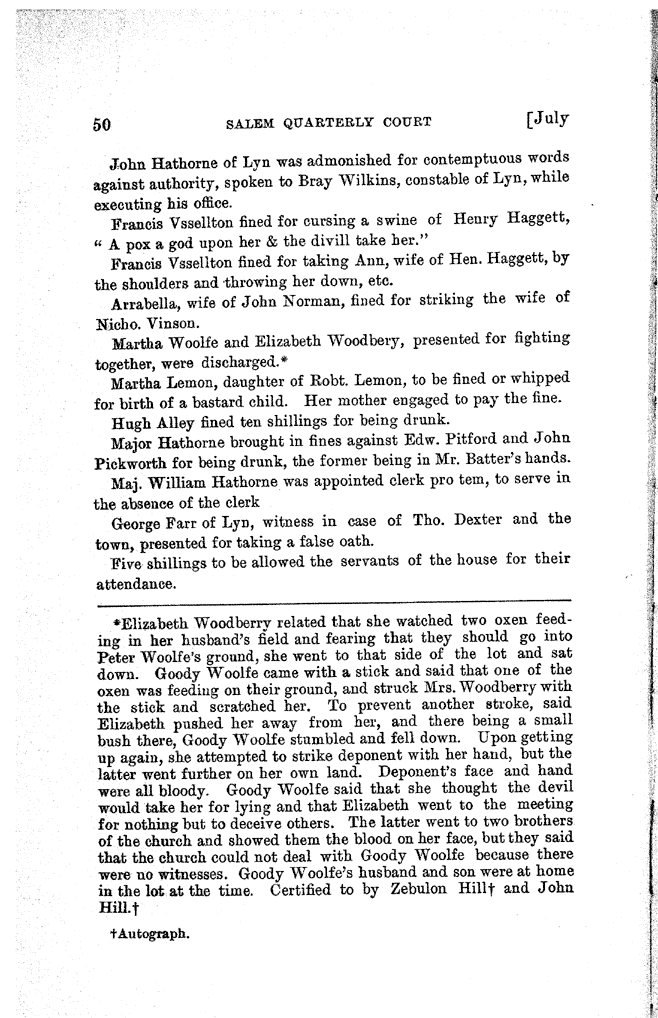 50 SALEM QUARTERLY COURT [July
John Hathorne of Lyn was admonished for contemptuous words
against authority, spoken to Bray Wilkins, constable of Lyn, while
executing his office.
Francis Vssellton fined for cursing a swine of Henry Haggett,
“ A pox a god upon her & the divill take her.”
Francis Vssellton fined for taking Ann, wife of Hen. Haggett, by
the shoulders and throwing her down, etc.
Arrabella, wife of John Norman, fined for striking the wife of
Nicho. Vinson.
Martha Woolfe and Elizabeth Woodbery, presented for fighting
together, were discharged.*
Martha Lemon, daughter of Robt. Lemon, to be fined or whipped
for birth of a bastard child. Her mother engaged to pay the fine.
Hugh Alley fined ten shillings for being drunk.
Major Hathorne brought in fines against Edw. Pitford and John
Pickworth for being drunk, the former being in Mr. Batter's hands.
Maj. William Hathorne was appointed clerk pro tem, to serve in
the absence of the clerk
George Farr of Lyn, witness in case of Tho. Dexter and the
town, presented for taking a false oath.
Five shillings to be allowed the servants of the house for their
attendance.
*Elizabeth Woodberry related that she watched two oxen feed-
ing in her husband's field and fearing that they should go into
Peter Woolfe's ground, she went to that side of the lot and sat
down. Goody Woolfe came with a stick and said that one of the
oxen was feeding on their ground, and struck Mrs. Woodberry with
the stick and scratched her. To prevent another stroke, said
Elizabeth pushed her away from her, and there being a small
bush there, Goody Woolfe stumbled and fell down. Upon getting
up again, she attempted to strike deponent with her hand, but the
latter went further on her own land. Deponent's face and hand
were all bloody. Goody Woolfe said that she thought the devil
would take her for lying and that Elizabeth went to the meeting
for nothing but to deceive others. The latter went to two brothers
of the church and showed them the blood on her face, but they said
that the church could not deal with Goody Woolfe because there
were no witnesses. Goody Woolfe's husband and son were at home
in the lot at the time. Certified to by Zebulon Hill† and John
Hill.†
†Autograph.